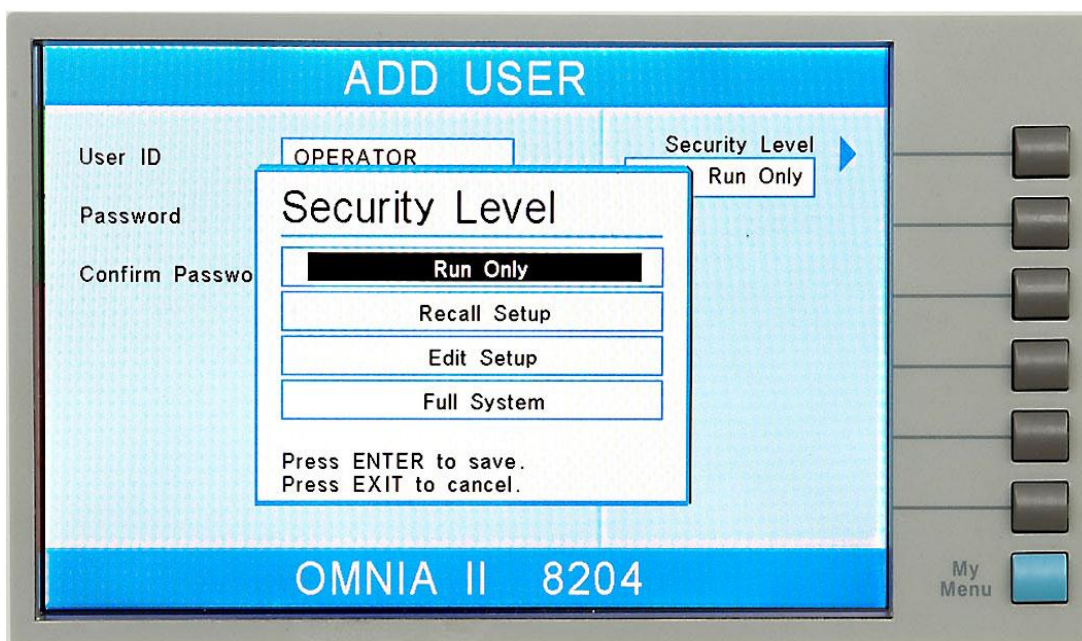 ADD USER
User ID
OPERATOR
Security Level
Run Only
Password
Confirm Passwo
Security Level
Run Only
Recall Setup
Edit Setup
Full System
Press ENTER to save.
Press EXIT to cancel.
OMNIA II 8204
My
Menu